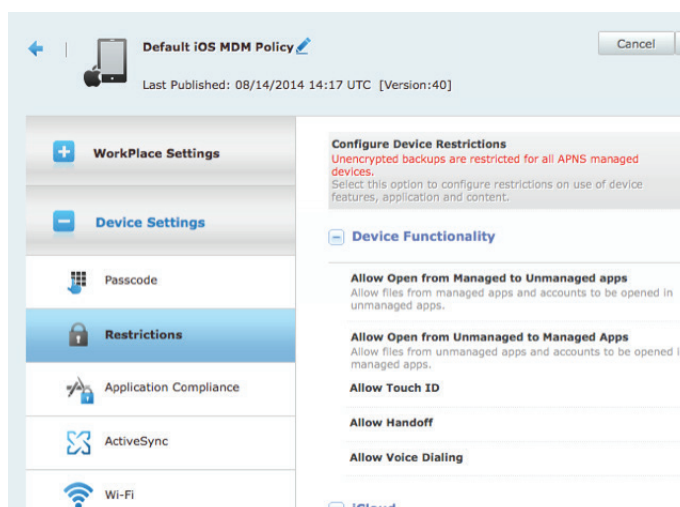 Default iOS MDM Policy
Cancel
Last Published: 08/14/2014 14:17 UTC [Version:40]
WorkPlace Settings
Device Settings
Passcode
Restrictions
Application Compliance
ActiveSync
Wi-Fi
Configure Device Restrictions
Unencrypted backups are restricted for all APNS managed
devices.
Select this option to configure restrictions on use of device
features, application and content.
Device Functionality
Allow Open from Managed to Unmanaged apps
Allow files from managed apps and accounts to be opened in
unmanaged apps.
Allow Open from Unmanaged to Managed Apps
Allow files from unmanaged apps and accounts to be opened
managed apps.
Allow Touch ID
Allow Handoff
Allow Voice Dialing
iCloud